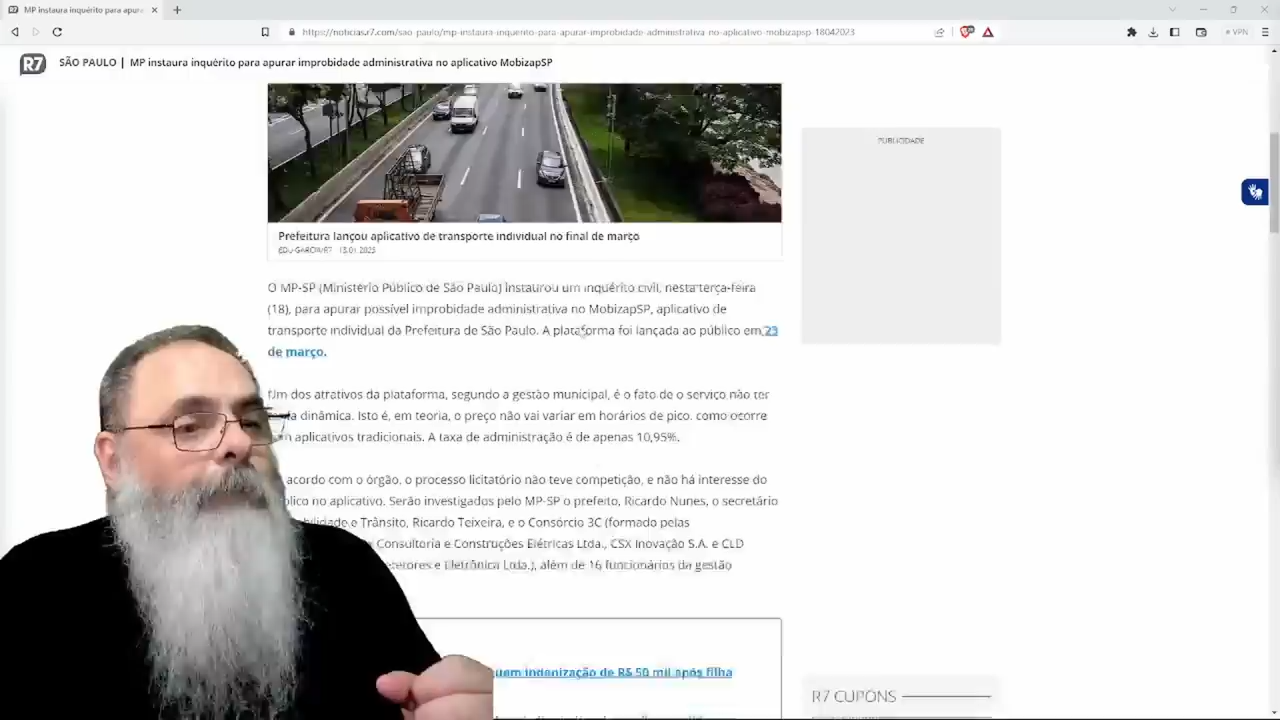 MP instaura inquérito para apura
https://noticias.r7.com/sao-paulo/mp-instaura-inquerito-para-apurar-improbidade-administrativa-no-aplicativo-mobizapsp-18042023
VPN
R7 SÃO PAULO | MP instaura inquérito para apurar improbidade administrativa no aplicativo MobizapSP
PUBLICIDADE
Prefeitura lançou aplicativo de transporte individual no final de março
O MP-SP (Ministério Público de São Paulo) instaurou um inquérito civil, nesta terça-feira
(18), para apurar possível improbidade administrativa no MobizapSP, aplicativo de
transporte individual da Prefeitura de São Paulo. A plataforma foi lançada ao público em 23
de março.
Um dos atrativos da plataforma, segundo a gestão municipal, é o fato de o serviço não ter
dinâmica. Isto é, em teoria, o preço não vai variar em horários de pico, como ocorre
aplicativos tradicionais. A taxa de administração é de apenas 10,95%.
acordo com o órgão, o processo licitatório não teve competição, e não há interesse do
público no aplicativo. Serão investigados pelo MP-SP o prefeito, Ricardo Nunes, o secretário
e Trânsito, Ricardo Teixeira, e o Consórcio 3C (formado pelas
Consultoria e Construções Elétricas Ltda., CSX Inovação S.A. e CLD
e Eletrônica Ltda.), além de 16 funcionários da gestão
indenização de R$ 50 mil após filha
R7 CUPONS